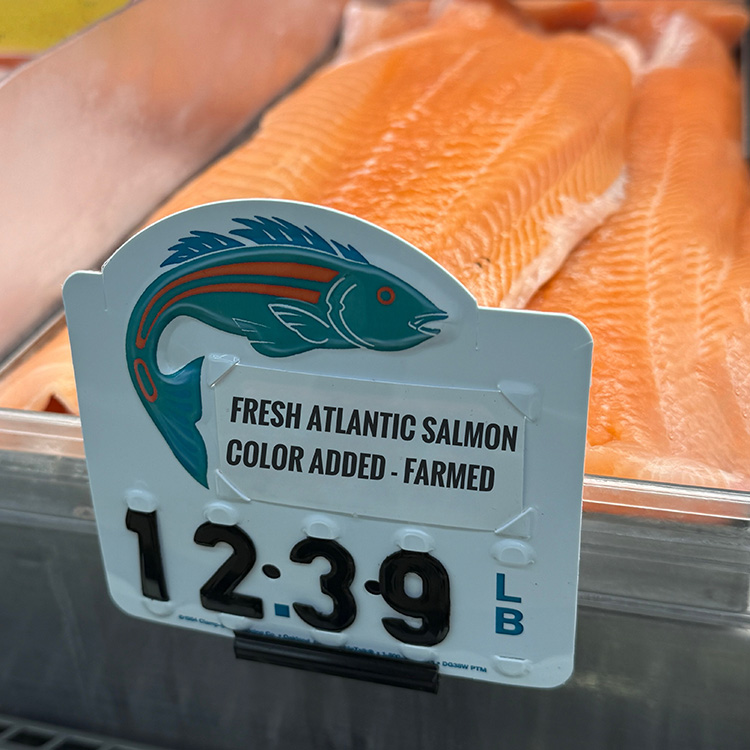 FRESH ATLANTIC SALMON
COLOR ADDED - FARMED
12.39
LB